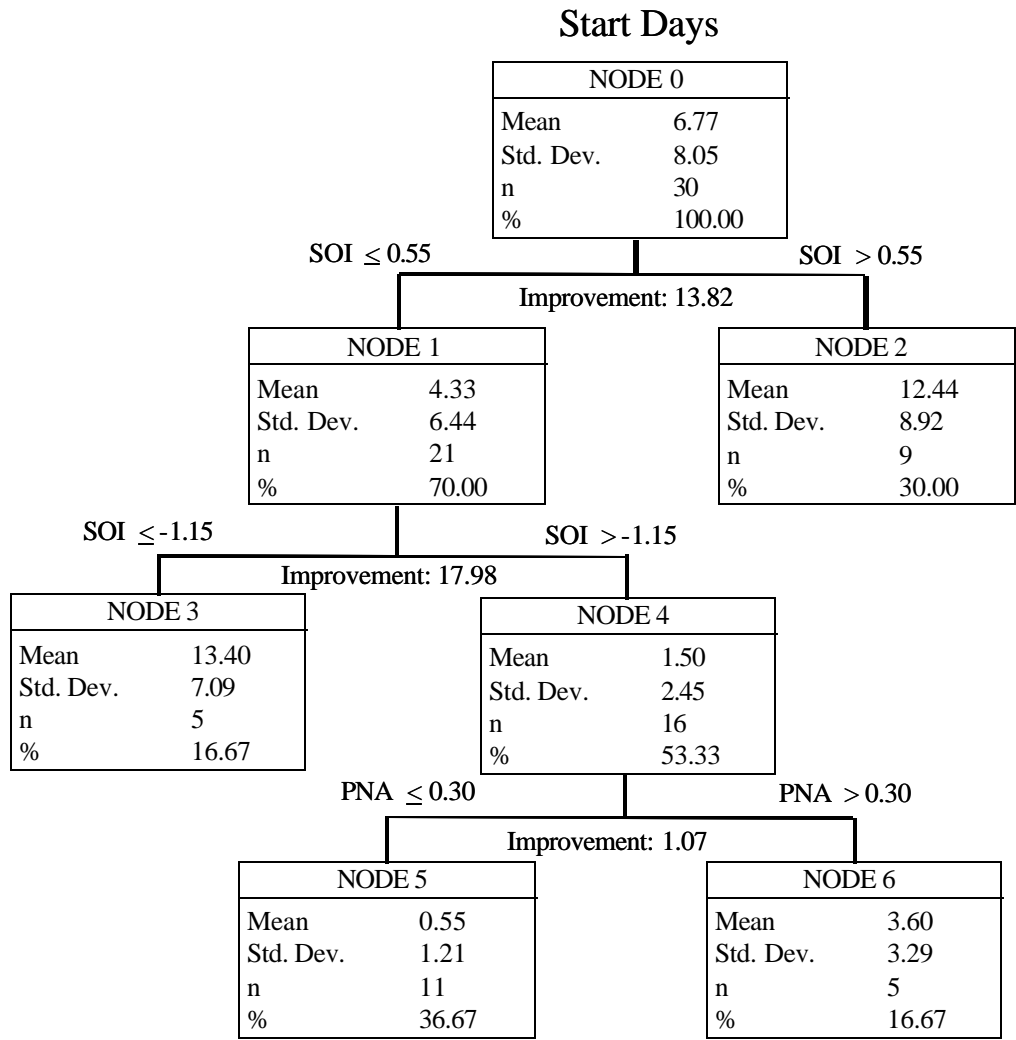 Start Days
NODE 0
Mean 6.77
Std. Dev. 8.05
n 30
% 100.00
SOI ≤ 0.55
SOI > 0.55
Improvement: 13.82
NODE 1
Mean 4.33
Std. Dev. 6.44
n 21
% 70.00
NODE 2
Mean 12.44
Std. Dev. 8.92
n 9
% 30.00
SOI ≤ -1.15
SOI > -1.15
Improvement: 17.98
NODE 3
Mean 13.40
Std. Dev. 7.09
n 5
% 16.67
NODE 4
Mean 1.50
Std. Dev. 2.45
n 16
% 53.33
PNA ≤ 0.30
PNA > 0.30
Improvement: 1.07
NODE 5
Mean 0.55
Std. Dev. 1.21
n 11
% 36.67
NODE 6
Mean 3.60
Std. Dev. 3.29
n 5
% 16.67